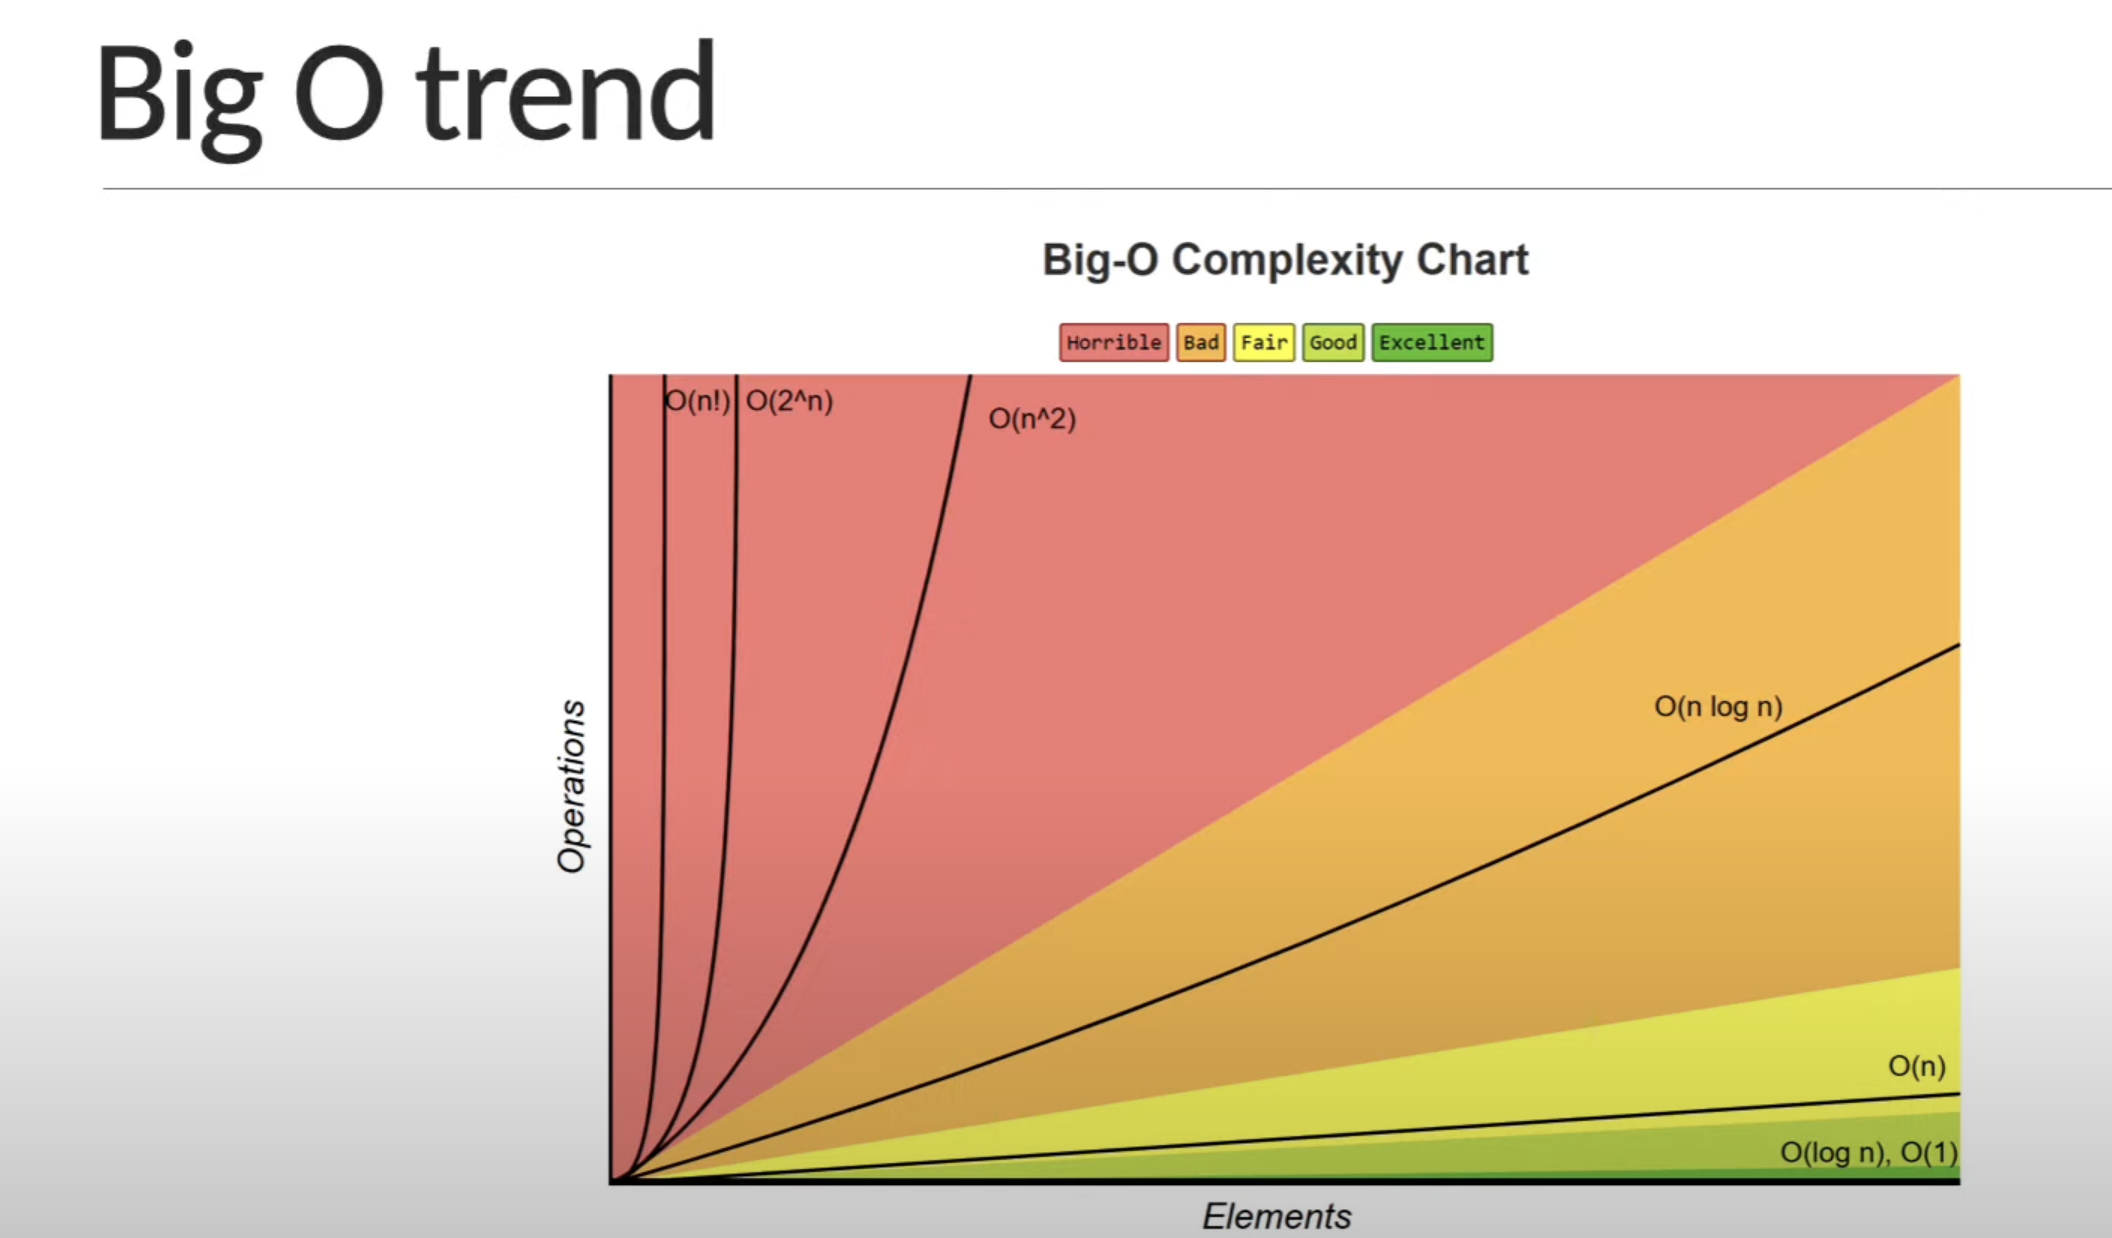 Big O trend
Big-O Complexity Chart
Horrible Bad Fair Good Excellent
O(n!) O(2^n)
O(n^2)
O(n log n)
Operations
O(n)
O(log n), O(1)
Elements